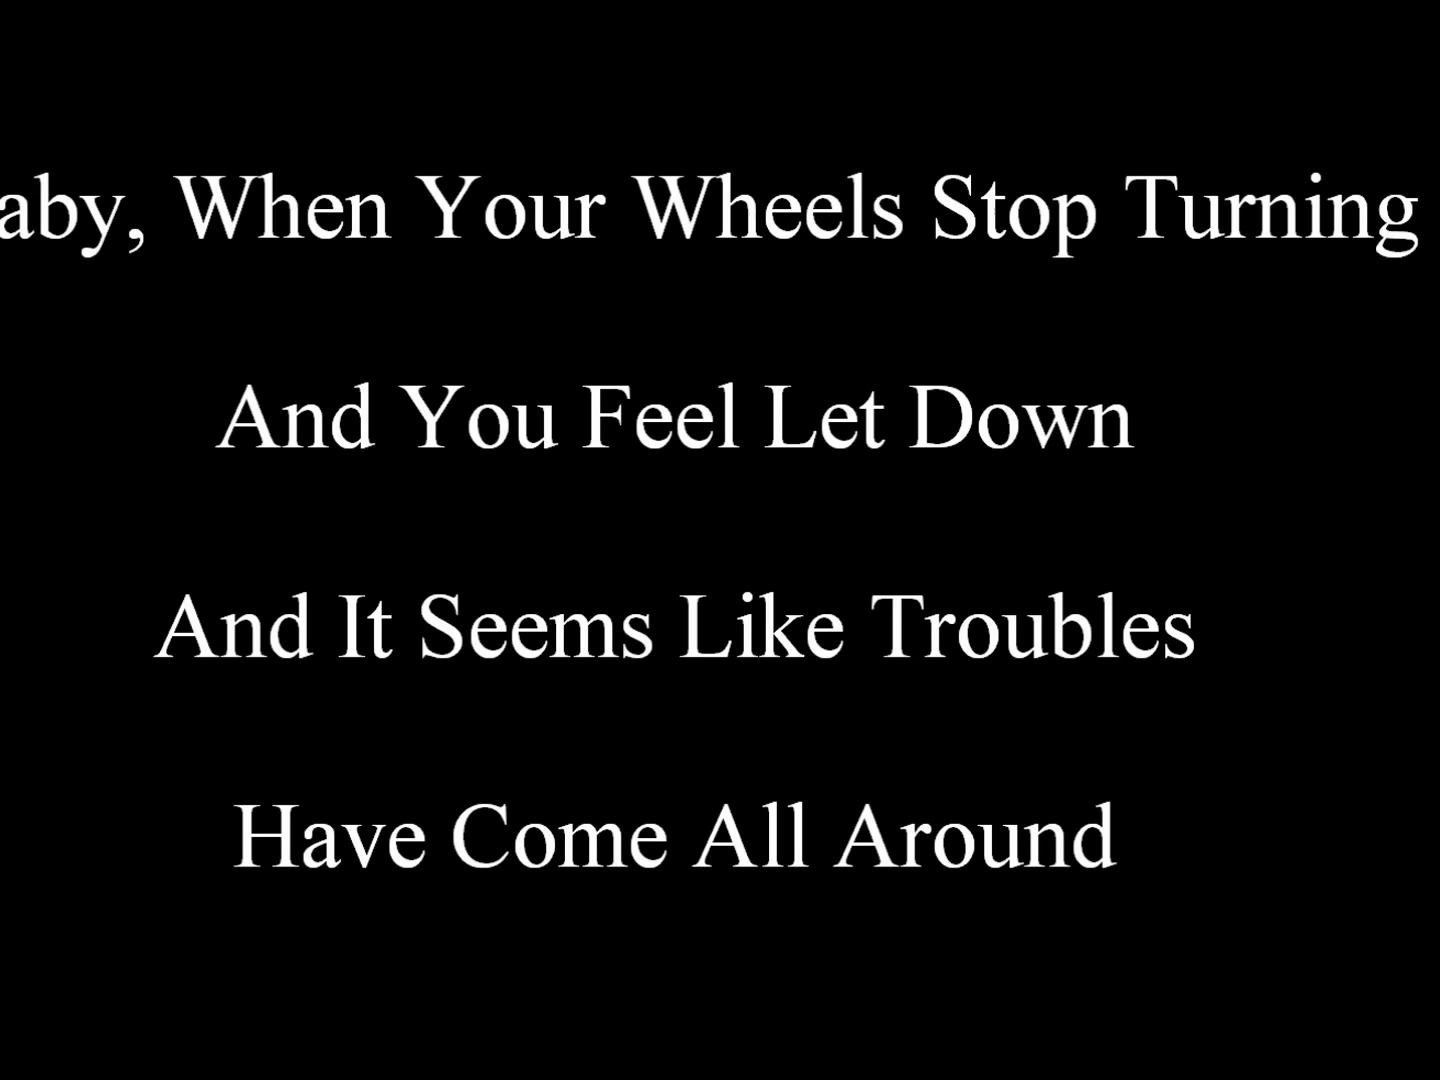 aby, When Your Wheels Stop Turning
And You Feel Let Down
And It Seems Like Troubles
Have Come All Around